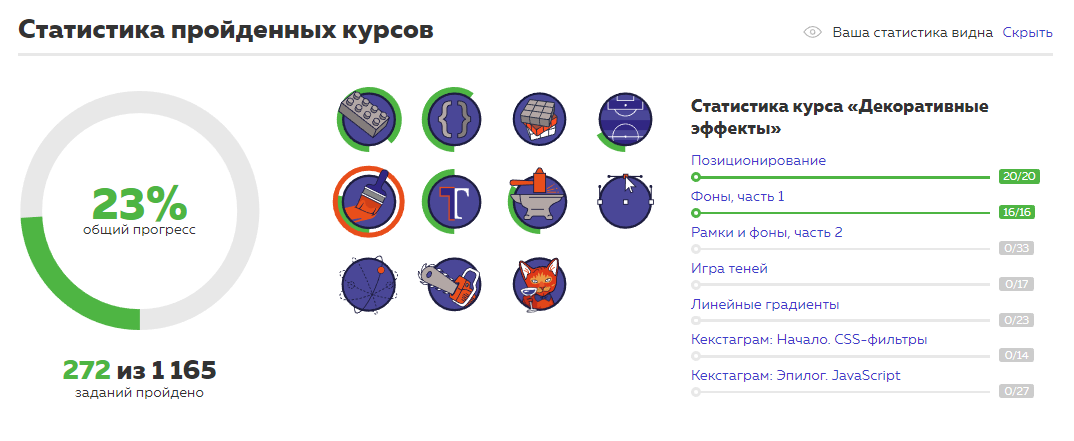 Статистика пройденных курсов
Ваша статистика видна Скрыть
23%
общий прогресс
272 из 1 165
заданий пройдено
{}
T
Статистика курса «Декоративные
эффекты»
Позиционирование
20/20
Фоны, часть 1
16/16
Рамки и фоны, часть 2
0/33
Игра теней
0/17
Линейные градиенты
0/23
Кекстаграм: Начало. CSS-фильтры
0/14
Кекстаграм: Эпилог. JavaScript
0/27